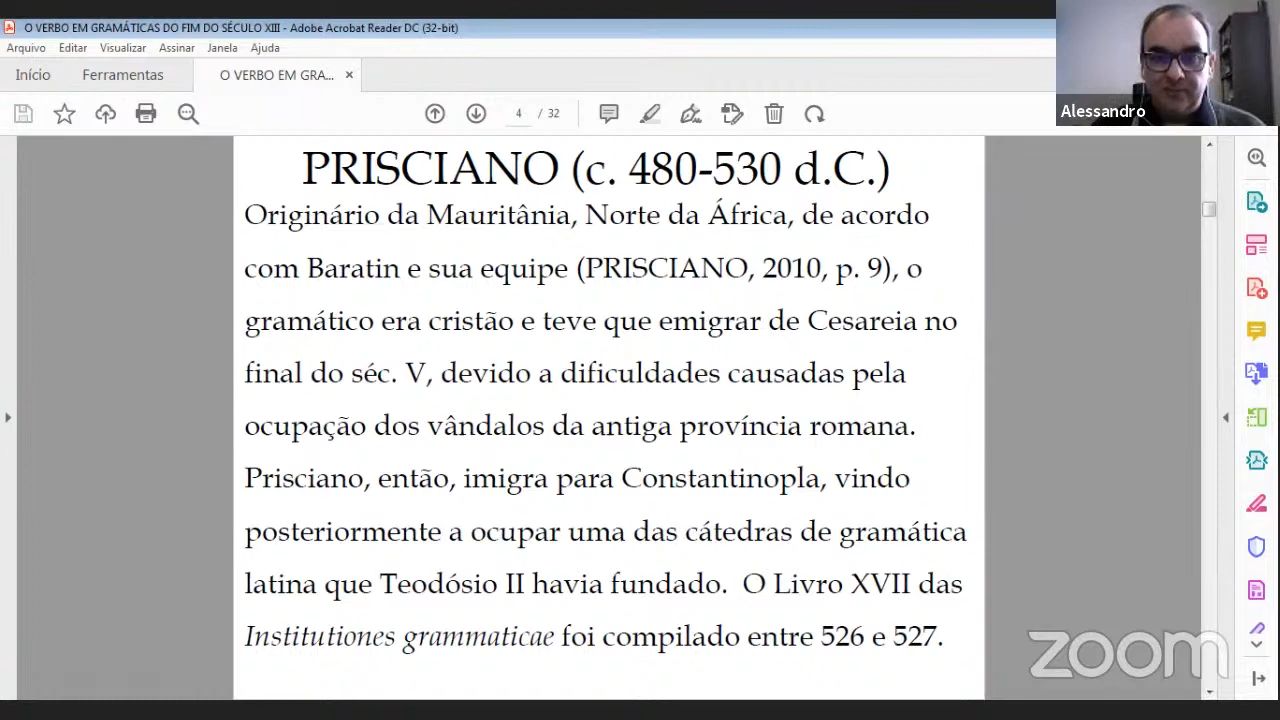 O VERBO EM GRAMÁTICAS DO FIM DO SÉCULO XIII - Adobe Acrobat Reader DC (32-bit)
Arquivo Editar Visualizar Assinar Janela Ajuda
Início Ferramentas O VERBO EM GRA... ×
4 / 32
Alessandro
PRISCIANO (c. 480-530 d.C.)
Originário da Mauritânia, Norte da África, de acordo
com Baratin e sua equipe (PRISCIANO, 2010, p. 9), o
gramático era cristão e teve que emigrar de Cesareia no
final do séc. V, devido a dificuldades causadas pela
ocupação dos vândalos da antiga província romana.
Prisciano, então, imigra para Constantinopla, vindo
posteriormente a ocupar uma das cátedras de gramática
latina que Teodósio II havia fundado. O Livro XVII das
Institutiones grammaticae foi compilado entre 526 e 527.
zoom